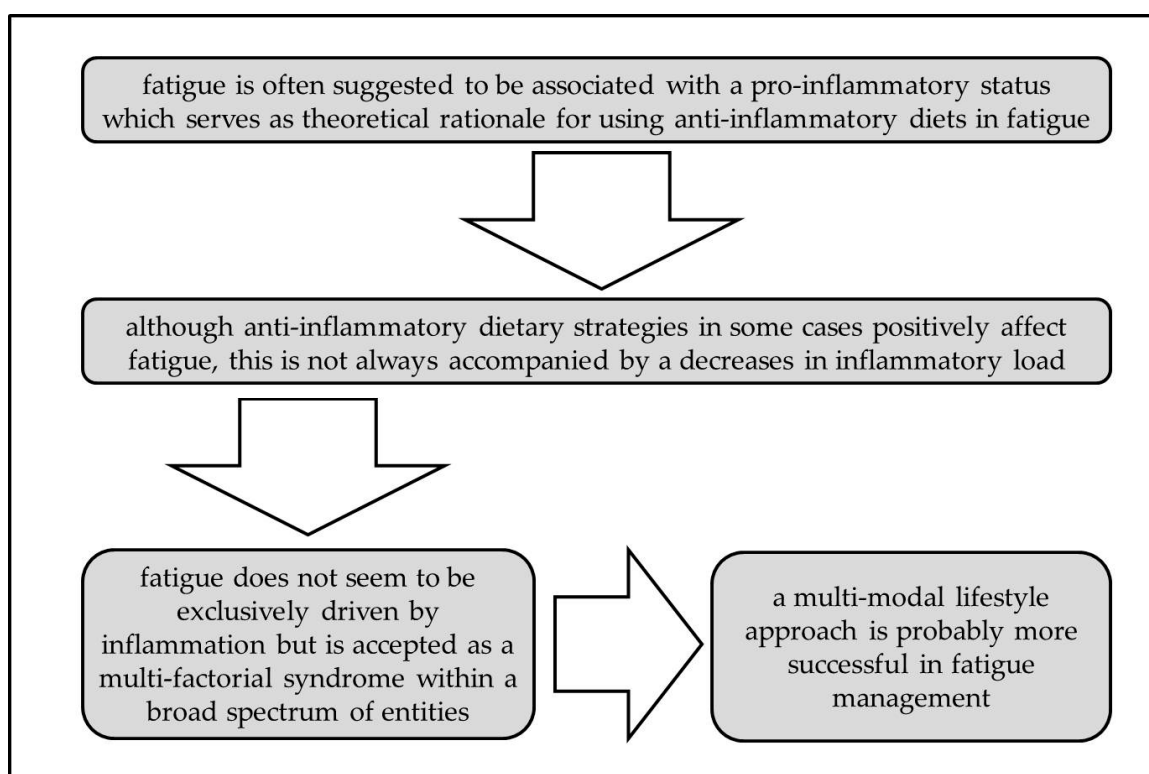 fatigue is often suggested to be associated with a pro-inflammatory status
which serves as theoretical rationale for using anti-inflammatory diets in fatigue
although anti-inflammatory dietary strategies in some cases positively affect
fatigue, this is not always accompanied by a decreases in inflammatory load
fatigue does not seem to be
exclusively driven by
inflammation but is accepted as a
multi-factorial syndrome within a
broad spectrum of entities
a multi-modal lifestyle
approach is probably more
successful in fatigue
management